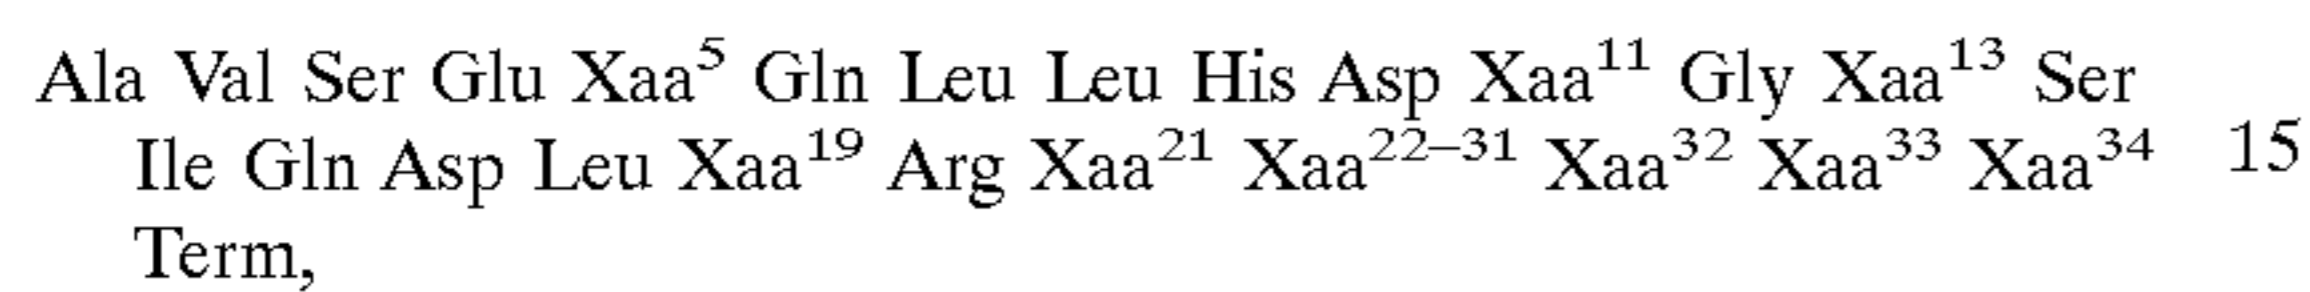 Ala Val Ser Glu Xaa⁵ Gln Leu Leu His Asp Xaa¹¹ Gly Xaa¹³ Ser
Ile Gln Asp Leu Xaa¹⁹ Arg Xaa²¹ Xaa²²⁻³¹ Xaa³² Xaa³³ Xaa³⁴ 15
Term,